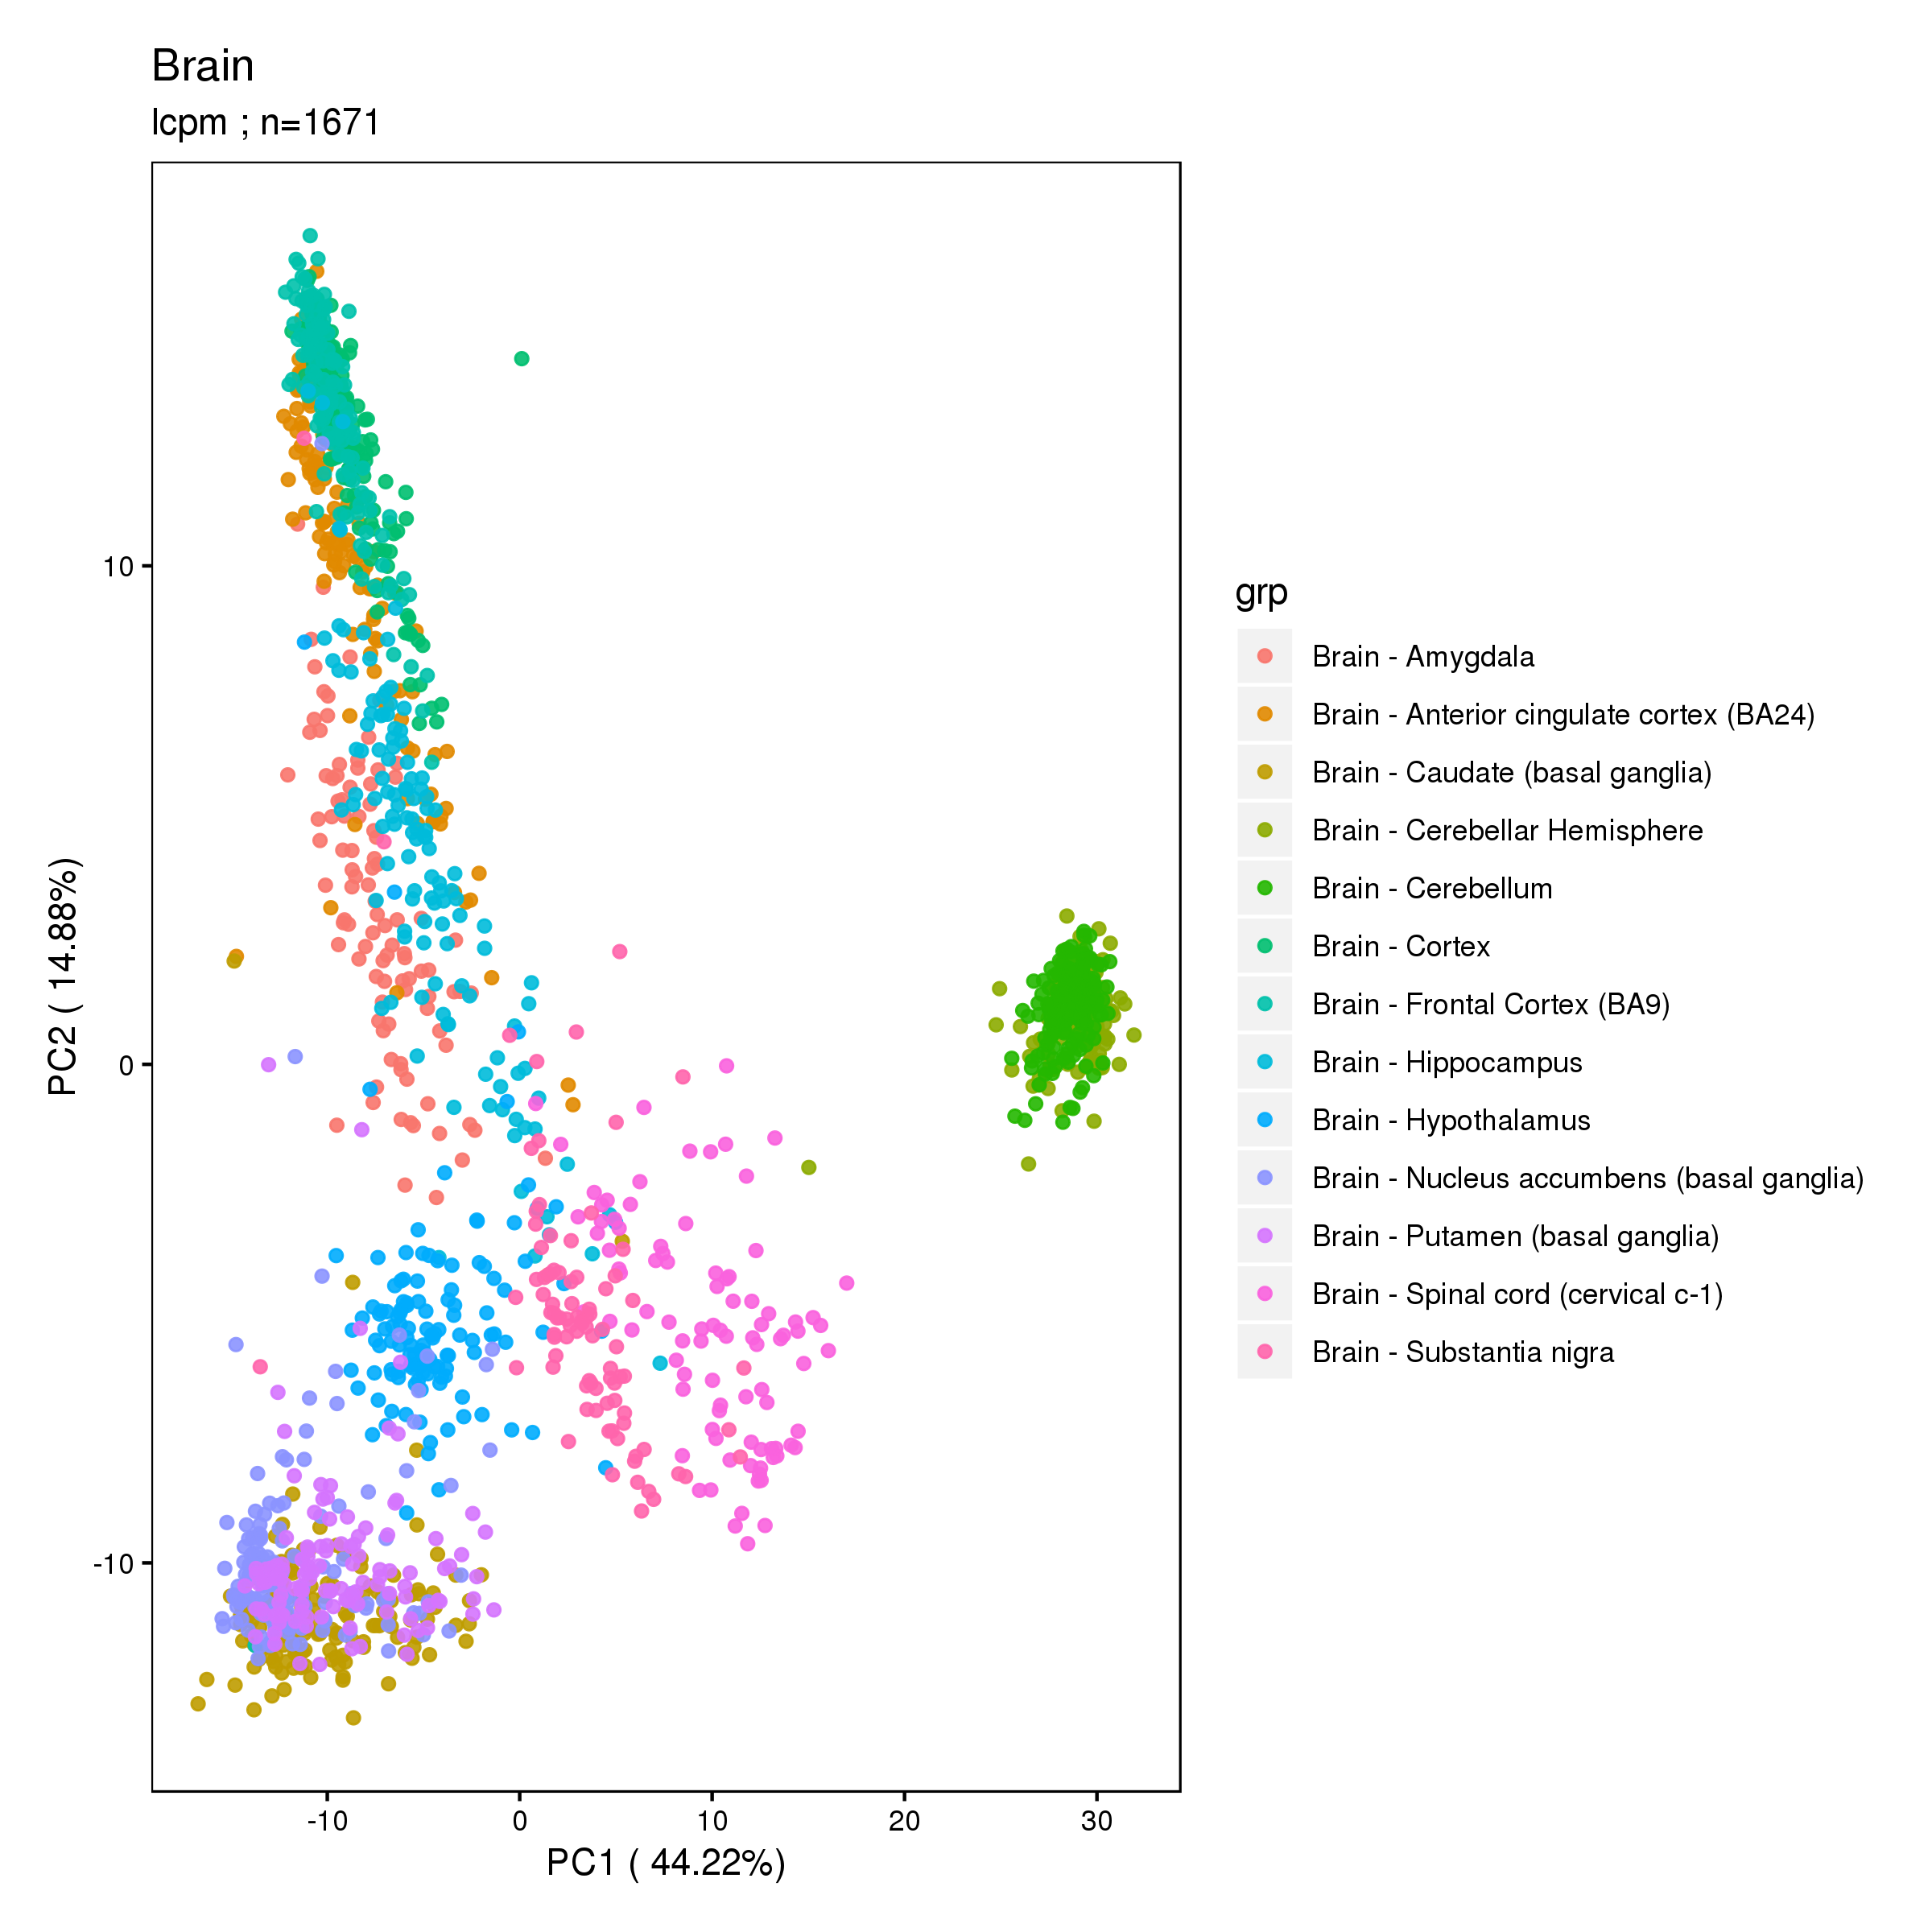 Brain
lcpm ; n=1671
10
0
-10
PC2 ( 14.88%)
-10
0
10
20
30
PC1 ( 44.22%)
grp
Brain - Amygdala
Brain - Anterior cingulate cortex (BA24)
Brain - Caudate (basal ganglia)
Brain - Cerebellar Hemisphere
Brain - Cerebellum
Brain - Cortex
Brain - Frontal Cortex (BA9)
Brain - Hippocampus
Brain - Hypothalamus
Brain - Nucleus accumbens (basal ganglia)
Brain - Putamen (basal ganglia)
Brain - Spinal cord (cervical c-1)
Brain - Substantia nigra